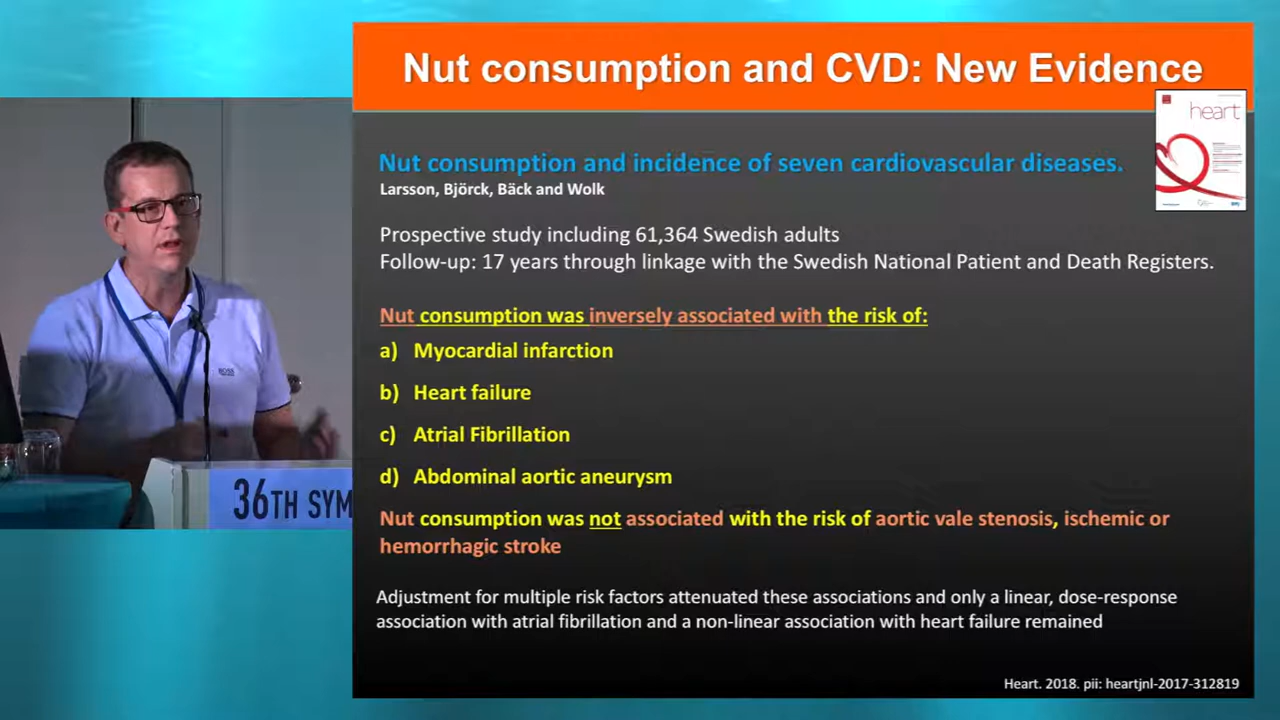 Nut consumption and CVD: New Evidence
heart
Nut consumption and incidence of seven cardiovascular diseases.
Larsson, Björck, Bäck and Wolk
Prospective study including 61,364 Swedish adults
Follow-up: 17 years through linkage with the Swedish National Patient and Death Registers.
Nut consumption was inversely associated with the risk of:
a) Myocardial infarction
b) Heart failure
c) Atrial Fibrillation
d) Abdominal aortic aneurysm
Nut consumption was not associated with the risk of aortic vale stenosis, ischemic or
hemorrhagic stroke
Adjustment for multiple risk factors attenuated these associations and only a linear, dose-response
association with atrial fibrillation and a non-linear association with heart failure remained
Heart. 2018. pii: heartjnl-2017-312819
BOSS
36TH SYM